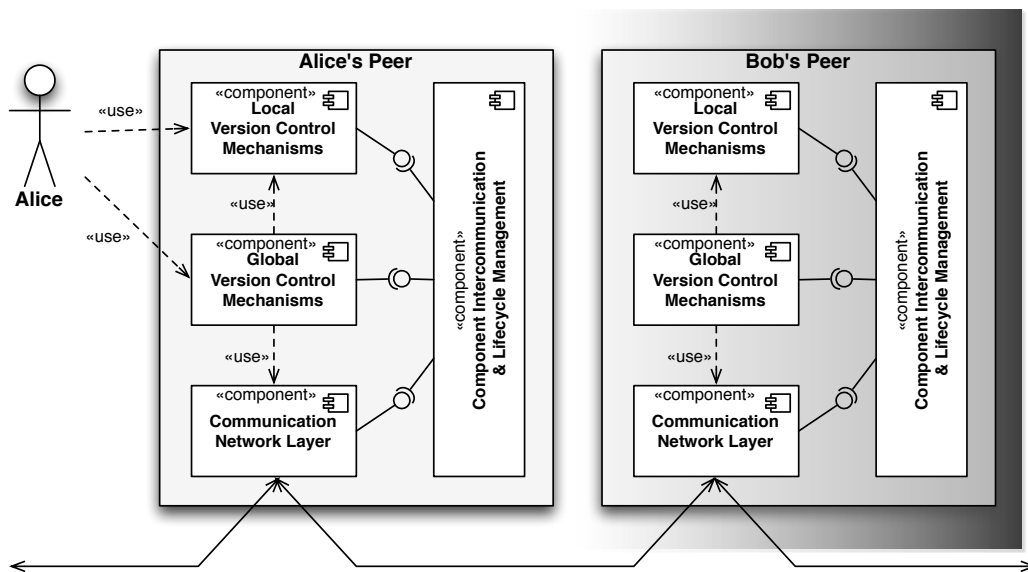 Alice's Peer
«component»
Local
Version Control
Mechanisms
«use»
Alice
«use»
«use»
«component»
Global
Version Control
Mechanisms
«use»
«component»
Communication
Network Layer
«component»
Component Intercommunication
& Lifecycle Management
Bob's Peer
«component»
Local
Version Control
Mechanisms
«use»
«component»
Global
Version Control
Mechanisms
«use»
«component»
Communication
Network Layer
«component»
Component Intercommunication
& Lifecycle Management